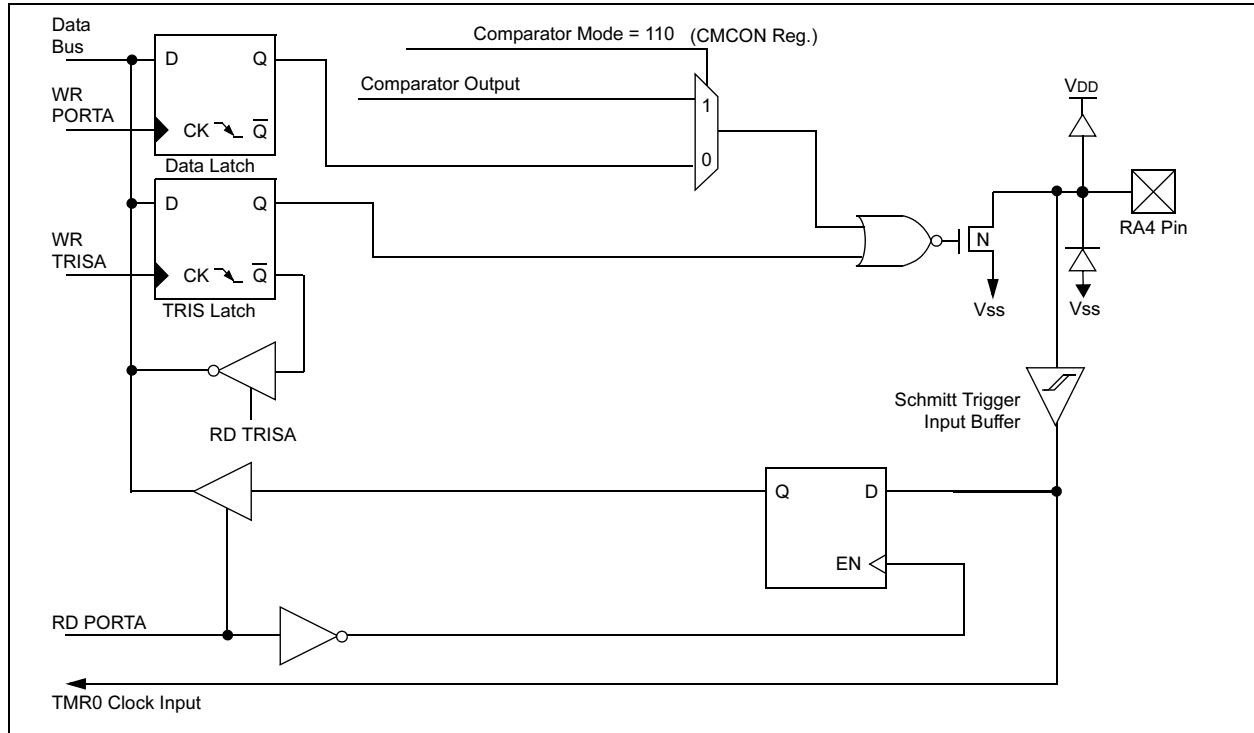 Data
Bus
D Q
WR
PORTA
CK Q
Data Latch
Comparator Mode = 110 (CMCON Reg.)
Comparator Output
1
0
VDD
RA4 Pin
N
Vss
Vss
D Q
WR
TRISA
CK Q
TRIS Latch
RD TRISA
Schmitt Trigger
Input Buffer
Q D
EN
RD PORTA
TMR0 Clock Input